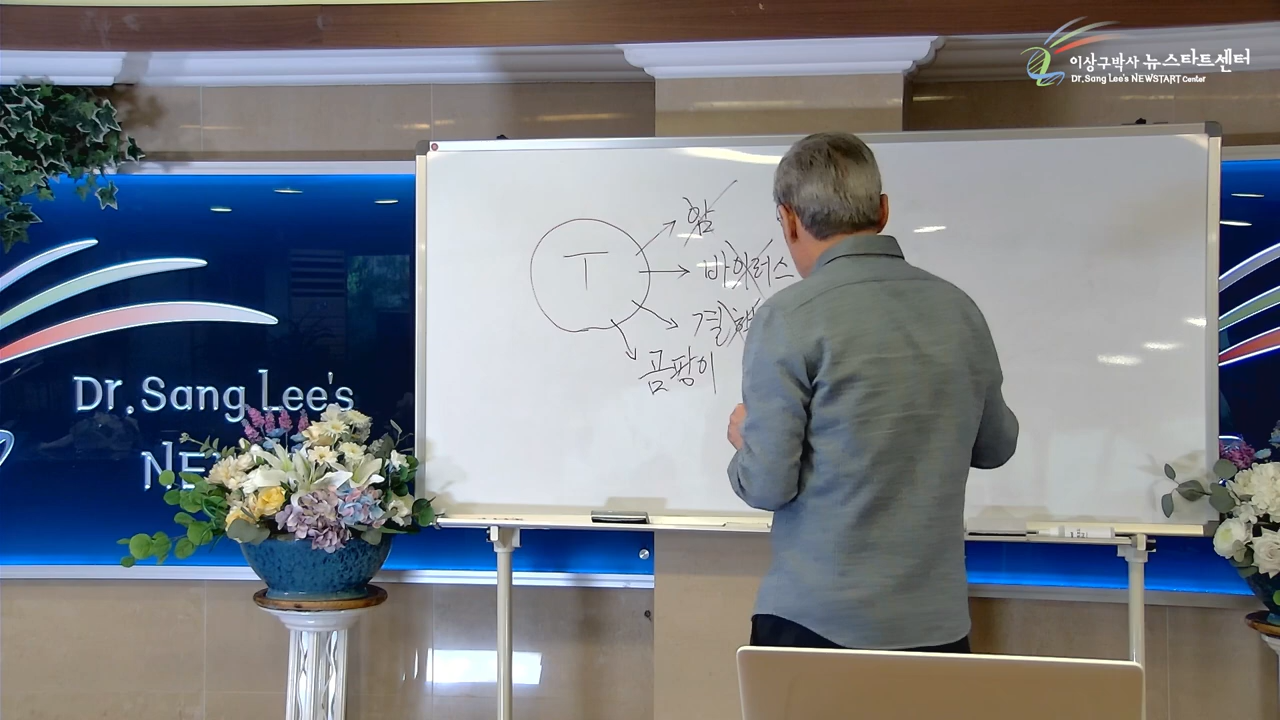 이상구박사 뉴스타트센터
Dr. Sang Lee's NEWSTART Center
T
암
바이러스
결핵
곰팡이
Dr. Sang Lee's